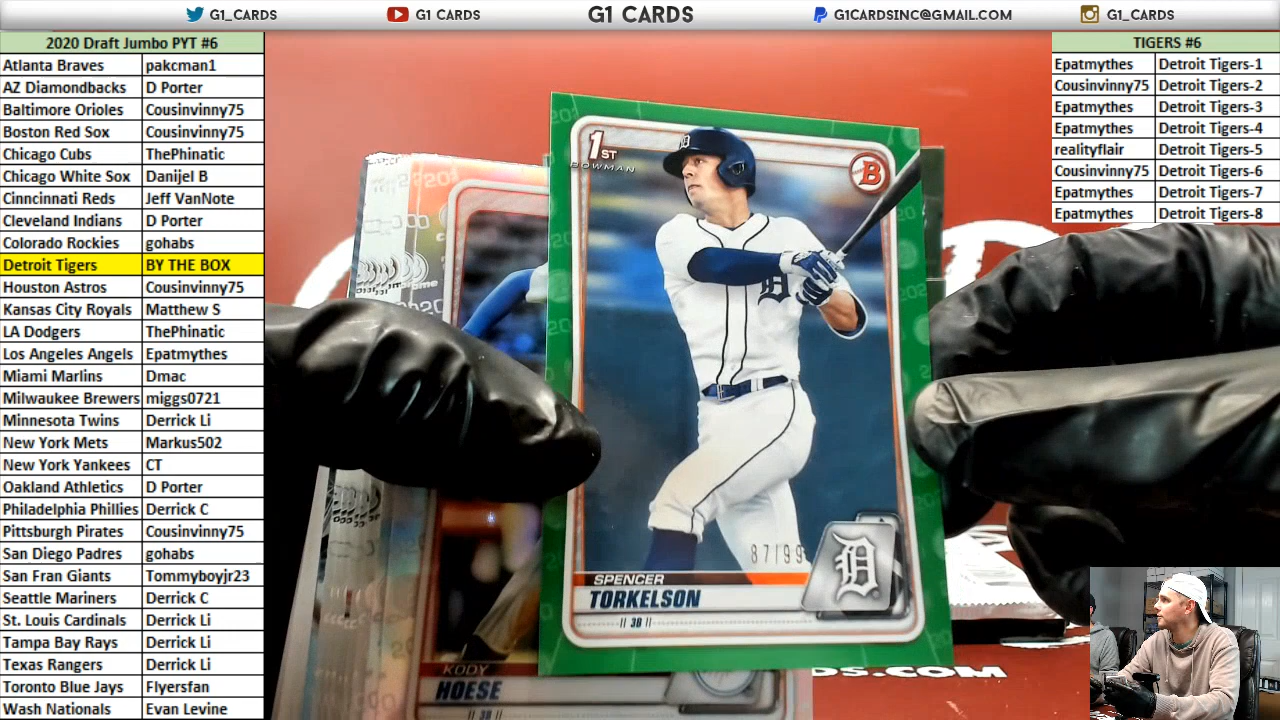 G1_CARDS
G1 CARDS
G1 CARDS
G1CARDSINC@GMAIL.COM
G1_CARDS
2020 Draft Jumbo PYT #6
Atlanta Braves pakcman1
AZ Diamondbacks D Porter
Baltimore Orioles Cousinvinny75
Boston Red Sox Cousinvinny75
Chicago Cubs ThePhinatic
Chicago White Sox Danijel B
Cinncinnati Reds Jeff VanNote
Cleveland Indians D Porter
Colorado Rockies gohabs
Detroit Tigers BY THE BOX
Houston Astros Cousinvinny75
Kansas City Royals Matthew S
LA Dodgers ThePhinatic
Los Angeles Angels Epatmythes
Miami Marlins Dmac
Milwaukee Brewers miggs0721
Minnesota Twins Derrick Li
New York Mets Markus502
New York Yankees CT
Oakland Athletics D Porter
Philadelphia Phillies Derrick C
Pittsburgh Pirates Cousinvinny75
San Diego Padres gohabs
San Fran Giants Tommyboyjr23
Seattle Mariners Derrick C
St. Louis Cardinals Derrick Li
Tampa Bay Rays Derrick Li
Texas Rangers Derrick Li
Toronto Blue Jays Flyersfan
Wash Nationals Evan Levine
TIGERS #6
Epatmythes Detroit Tigers-1
Cousinvinny75 Detroit Tigers-2
Epatmythes Detroit Tigers-3
Epatmythes Detroit Tigers-4
realityflair Detroit Tigers-5
Cousinvinny75 Detroit Tigers-6
Epatmythes Detroit Tigers-7
Epatmythes Detroit Tigers-8
1ST
BOWMAN
B
D
87/99
D
SPENCER
TORKELSON
3B
KODY
HOESE
3B
DS.COM